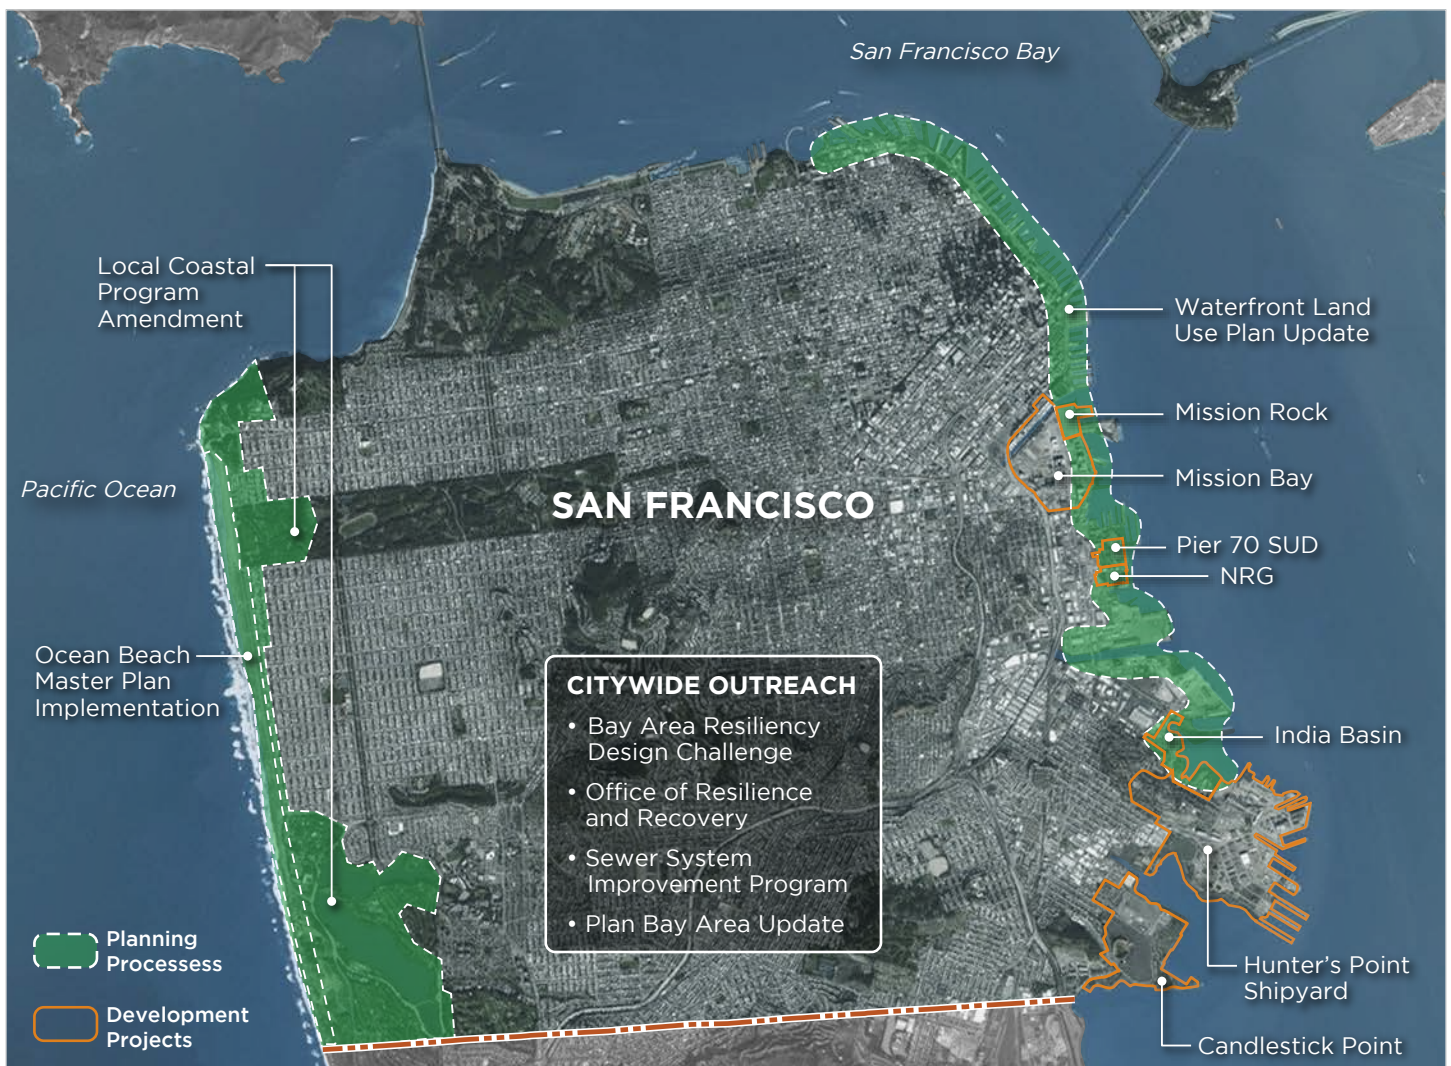 San Francisco Bay
Local Coastal
Program
Amendment
Waterfront Land
Use Plan Update
Mission Rock
Mission Bay
Pacific Ocean
SAN FRANCISCO
Pier 70 SUD
NRG
Ocean Beach
Master Plan
Implementation
CITYWIDE OUTREACH
• Bay Area Resiliency
Design Challenge
• Office of Resilience
and Recovery
• Sewer System
Improvement Program
• Plan Bay Area Update
India Basin
Hunter's Point
Shipyard
Candlestick Point
Planning
Processess
Development
Projects